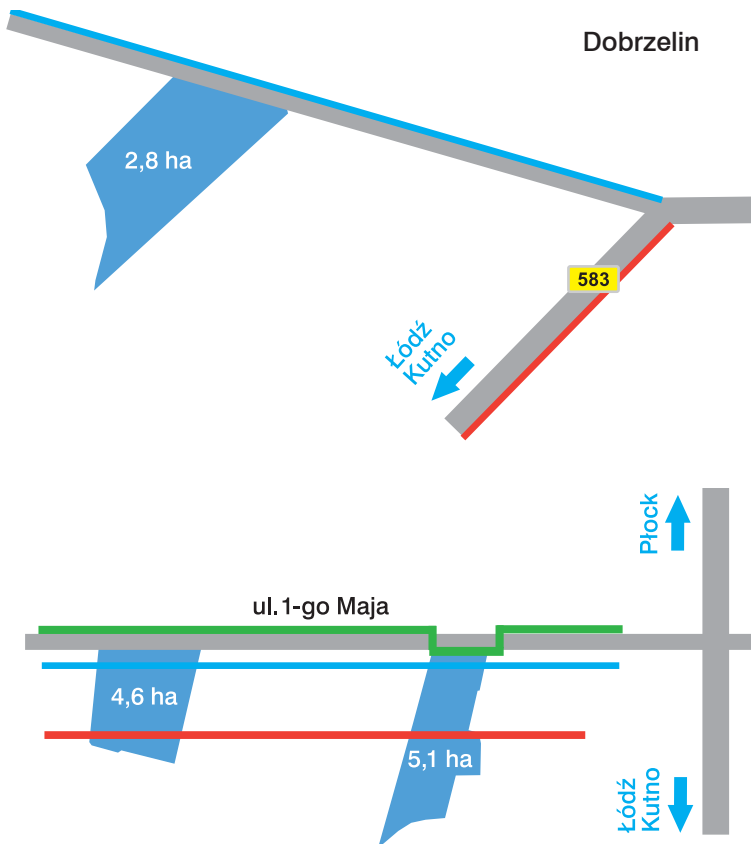 Dobrzelin
2,8 ha
583
Łódź
Kutno
Płock
ul. 1-go Maja
4,6 ha
5,1 ha
Łódź
Kutno